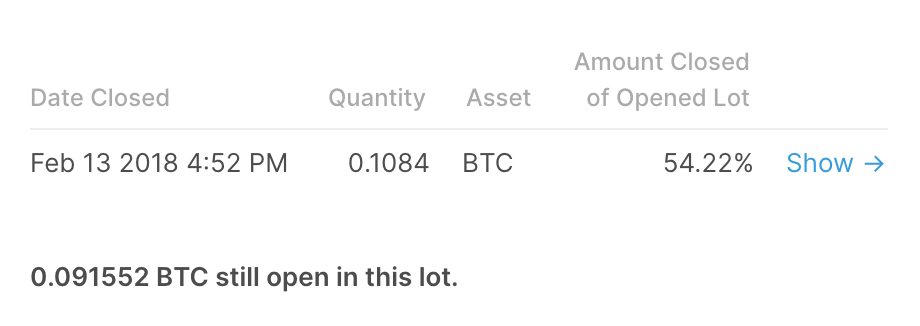 Date Closed Quantity Asset Amount Closed of Opened Lot
Feb 13 2018 4:52 PM 0.1084 BTC 54.22% Show →
0.091552 BTC still open in this lot.